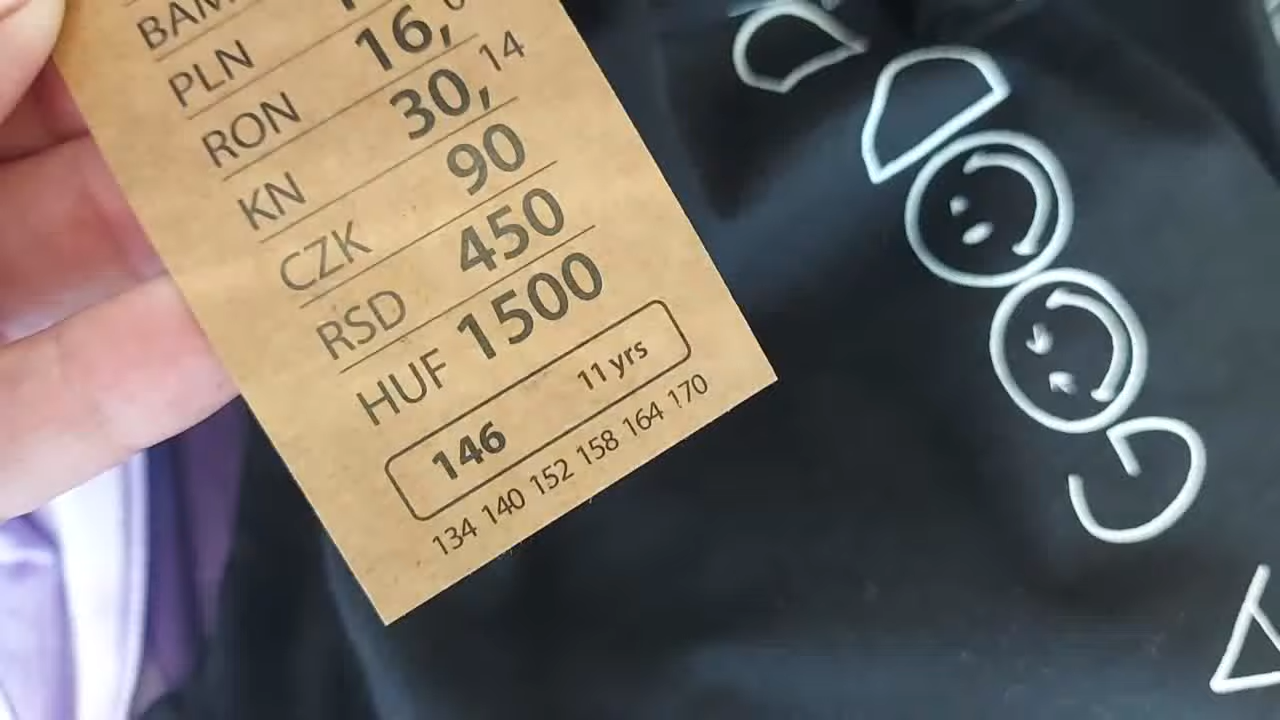 BAM
PLN
RON 16,
KN 30,14
CZK 90
RSD 450
HUF 1500
146 11 yrs
134 140 152 158 164 170
GOOD